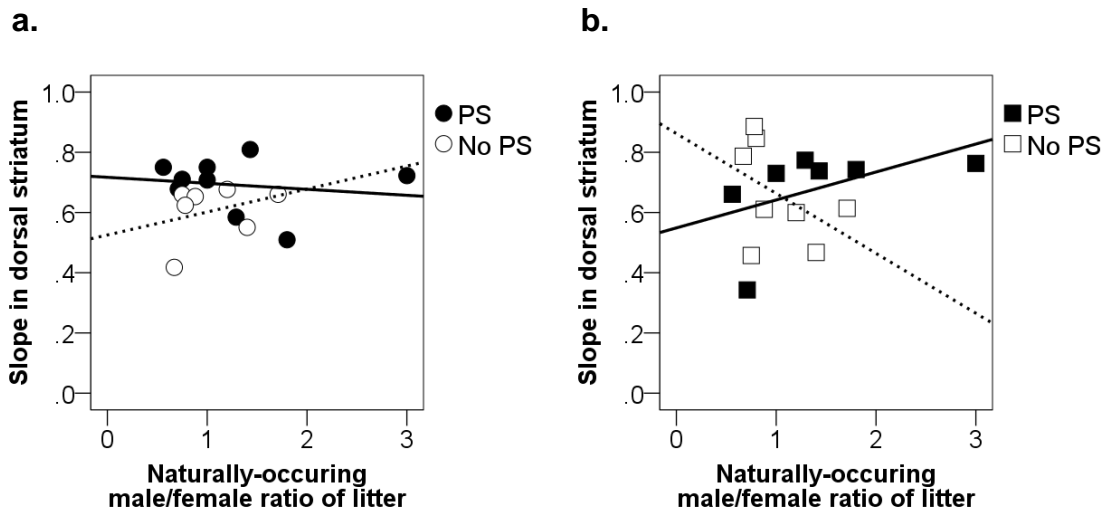 a.
Slope in dorsal striatum
1.0
.8
.6
.4
.2
.0
0 1 2 3
Naturally-occuring
male/female ratio of litter
PS
No PS
b.
Slope in dorsal striatum
1.0
.8
.6
.4
.2
.0
0 1 2 3
Naturally-occuring
male/female ratio of litter
PS
No PS